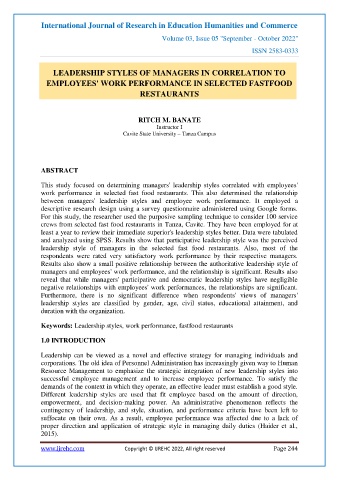 International Journal of Research in Education Humanities and Commerce
Volume 03, Issue 05 "September - October 2022"
ISSN 2583-0333
LEADERSHIP STYLES OF MANAGERS IN CORRELATION TO
EMPLOYEES' WORK PERFORMANCE IN SELECTED FASTFOOD
RESTAURANTS
RITCH M. BANATE
Instructor I
Cavite State University – Tanza Campus
ABSTRACT
This study focused on determining managers' leadership styles correlated with employees'
work performance in selected fast food restaurants. This also determined the relationship
between managers' leadership styles and employee work performance. It employed a
descriptive research design using a survey questionnaire administered using Google forms.
For this study, the researcher used the purposive sampling technique to consider 100 service
crews from selected fast food restaurants in Tanza, Cavite. They have been employed for at
least a year to review their immediate superior's leadership styles better. Data were tabulated
and analyzed using SPSS. Results show that participative leadership style was the perceived
leadership style of managers in the selected fast food restaurants. Also, most of the
respondents were rated very satisfactory work performance by their respective managers.
Results also show a small positive relationship between the authoritative leadership style of
managers and employees' work performance, and the relationship is significant. Results also
reveal that while managers' participative and democratic leadership styles have negligible
negative relationships with employees' work performances, the relationships are significant.
Furthermore, there is no significant difference when respondents' views of managers'
leadership styles are classified by gender, age, civil status, educational attainment, and
duration with the organization.
Keywords: Leadership styles, work performance, fastfood restaurants
1.0 INTRODUCTION
Leadership can be viewed as a novel and effective strategy for managing individuals and
corporations. The old idea of Personnel Administration has increasingly given way to Human
Resource Management to emphasize the strategic integration of new leadership styles into
successful employee management and to increase employee performance. To satisfy the
demands of the context in which they operate, an effective leader must establish a good style.
Different leadership styles are used that fit employee based on the amount of direction,
empowerment, and decision-making power. An administrative phenomenon reflects the
contingency of leadership, and style, situation, and performance criteria have been left to
suffocate on their own. As a result, employee performance was affected due to a lack of
proper direction and application of strategic style in managing daily duties (Haider et al.,
2015).
www.ijrehc.com Copyright © IJREHC 2022, All right reserved Page 244